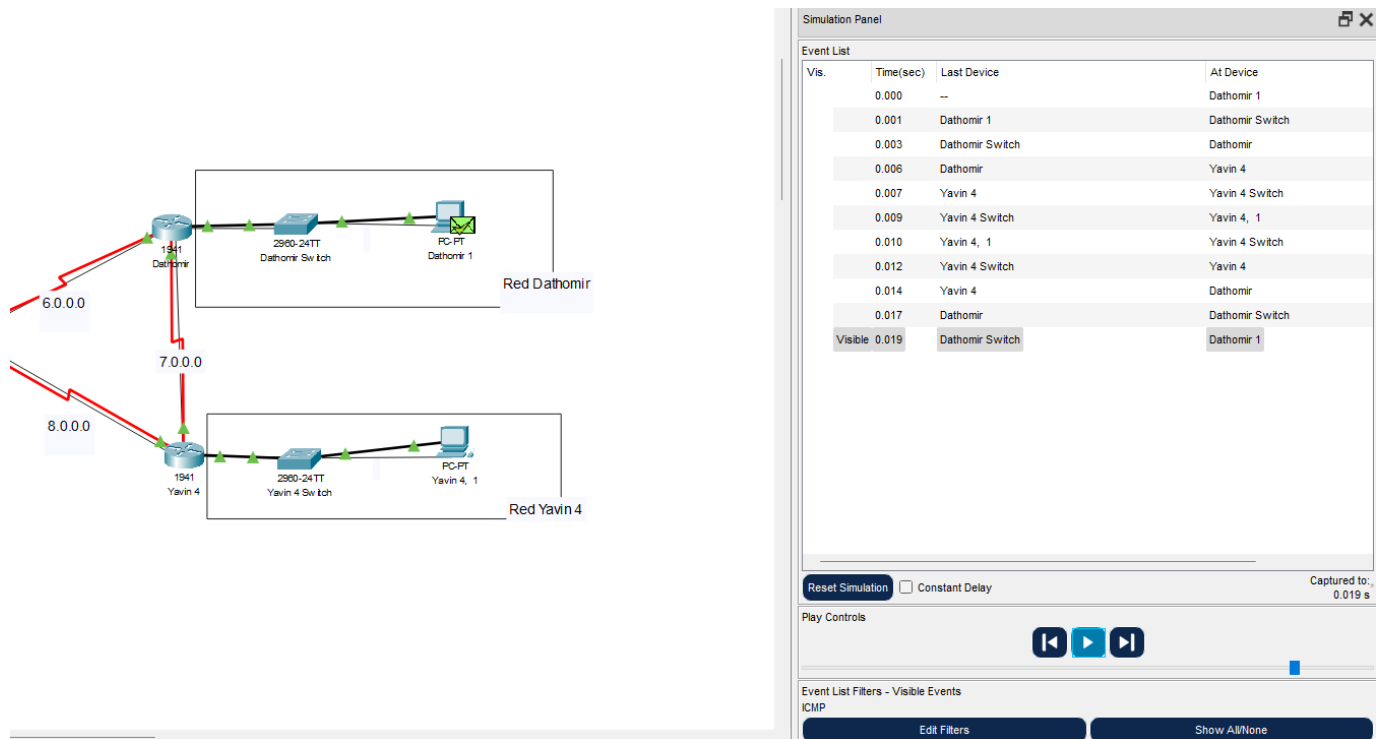 Simulation Panel
Event List
Vis. Time(sec) Last Device At Device
0.000 -- Dathomir 1
0.001 Dathomir 1 Dathomir Switch
0.003 Dathomir Switch Dathomir
0.006 Dathomir Yavin 4
0.007 Yavin 4 Yavin 4 Switch
0.009 Yavin 4 Switch Yavin 4, 1
0.010 Yavin 4, 1 Yavin 4 Switch
0.012 Yavin 4 Switch Yavin 4
0.014 Yavin 4 Dathomir
0.017 Dathomir Dathomir Switch
Visible 0.019 Dathomir Switch Dathomir 1
Reset Simulation Constant Delay Captured to:
0.019 s
Play Controls
Event List Filters - Visible Events
ICMP
Edit Filters Show All/None
1941
Dathomir
2960-24TT
Dathomir Switch
PC-PT
Dathomir 1
Red Dathomir
6.0.0.0
7.0.0.0
8.0.0.0
1941
Yavin 4
2960-24TT
Yavin 4 Switch
PC-PT
Yavin 4, 1
Red Yavin 4